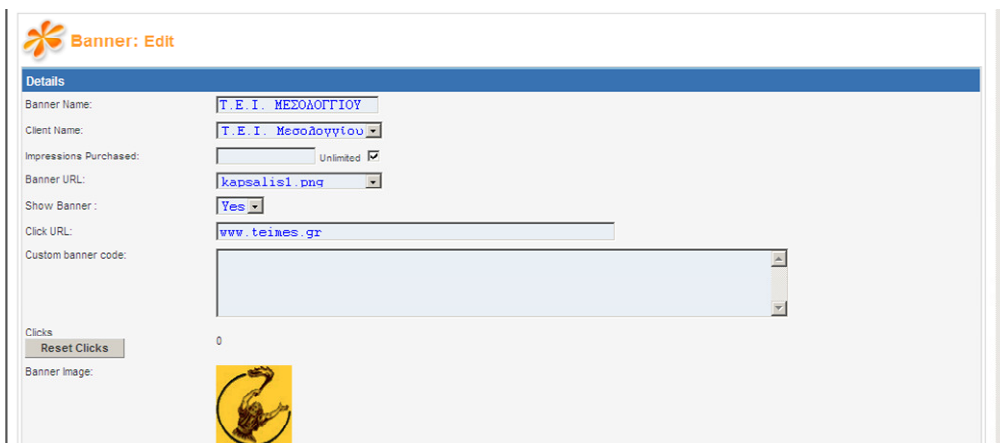 Banner: Edit
Details
Banner Name: Τ.Ε.Ι. ΜΕΣΟΛΟΓΓΙΟΥ
Client Name: Τ.Ε.Ι. Μεσολογγίου
Impressions Purchased: Unlimited
Banner URL: kapsalis1.png
Show Banner : Yes
Click URL: www.teimes.gr
Custom banner code:
Clicks
Reset Clicks 0
Banner Image: